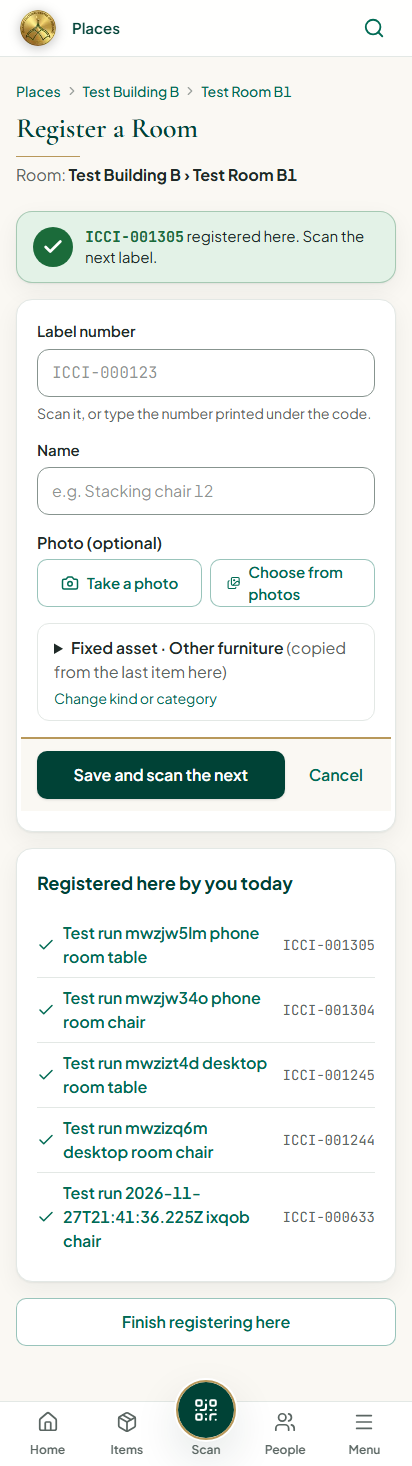 Places
Places > Test Building B > Test Room B1
Register a Room
Room: Test Building B › Test Room B1
ICCI-001305 registered here. Scan the
next label.
Label number
ICCI-000123
Scan it, or type the number printed under the code.
Name
e.g. Stacking chair 12
Photo (optional)
Take a photo
Choose from
photos
Fixed asset · Other furniture (copied
from the last item here)
Change kind or category
Save and scan the next
Cancel
Registered here by you today
Test run mwzjw5lm phone
room table
ICCI-001305
Test run mwzjw34o phone
room chair
ICCI-001304
Test run mwzizt4d desktop
room table
ICCI-001245
Test run mwzizq6m
desktop room chair
ICCI-001244
Test run 2026-11-
27T21:41:36.225Z ixqob
chair
ICCI-000633
Finish registering here
Home
Items
Scan
People
Menu